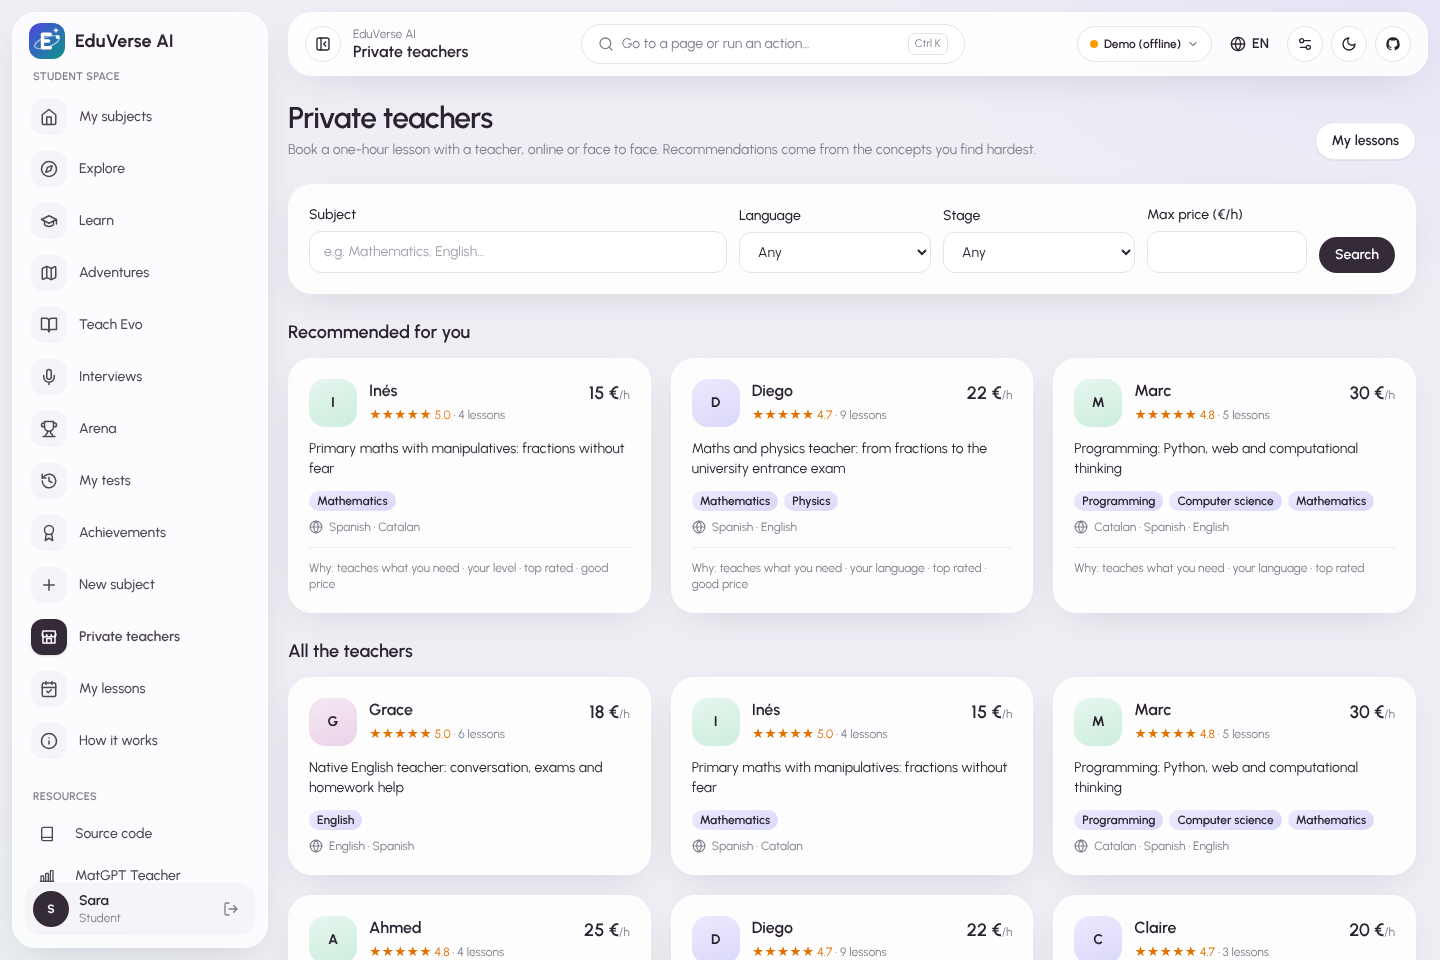 EduVerse AI
STUDENT SPACE
My subjects
Explore
Learn
Adventures
Teach Evo
Interviews
Arena
My tests
Achievements
New subject
Private teachers
My lessons
How it works
RESOURCES
Source code
MatGPT Teacher
S
Sara
Student
EduVerse AI
Private teachers
Go to a page or run an action...
Ctrl K
Demo (offline)
EN
Private teachers
Book a one-hour lesson with a teacher, online or face to face. Recommendations come from the concepts you find hardest.
My lessons
Subject
e.g. Mathematics, English...
Language
Any
Stage
Any
Max price (€/h)
Search
Recommended for you
I
Inés
15 €/h
★★★★★ 5.0 · 4 lessons
Primary maths with manipulatives: fractions without
fear
Mathematics
Spanish · Catalan
Why: teaches what you need · your level · top rated · good
price
D
Diego
22 €/h
★★★★★ 4.7 · 9 lessons
Maths and physics teacher: from fractions to the
university entrance exam
Mathematics Physics
Spanish · English
Why: teaches what you need · your language · top rated ·
good price
M
Marc
30 €/h
★★★★★ 4.8 · 5 lessons
Programming: Python, web and computational
thinking
Programming Computer science Mathematics
Catalan · Spanish · English
Why: teaches what you need · your language · top rated
All the teachers
G
Grace
18 €/h
★★★★★ 5.0 · 6 lessons
Native English teacher: conversation, exams and
homework help
English
English · Spanish
I
Inés
15 €/h
★★★★★ 5.0 · 4 lessons
Primary maths with manipulatives: fractions without
fear
Mathematics
Spanish · Catalan
M
Marc
30 €/h
★★★★★ 4.8 · 5 lessons
Programming: Python, web and computational
thinking
Programming Computer science Mathematics
Catalan · Spanish · English
A
Ahmed
25 €/h
★★★★★ 4.8 · 4 lessons
D
Diego
22 €/h
★★★★★ 4.7 · 9 lessons
C
Claire
20 €/h
★★★★★ 4.7 · 3 lessons